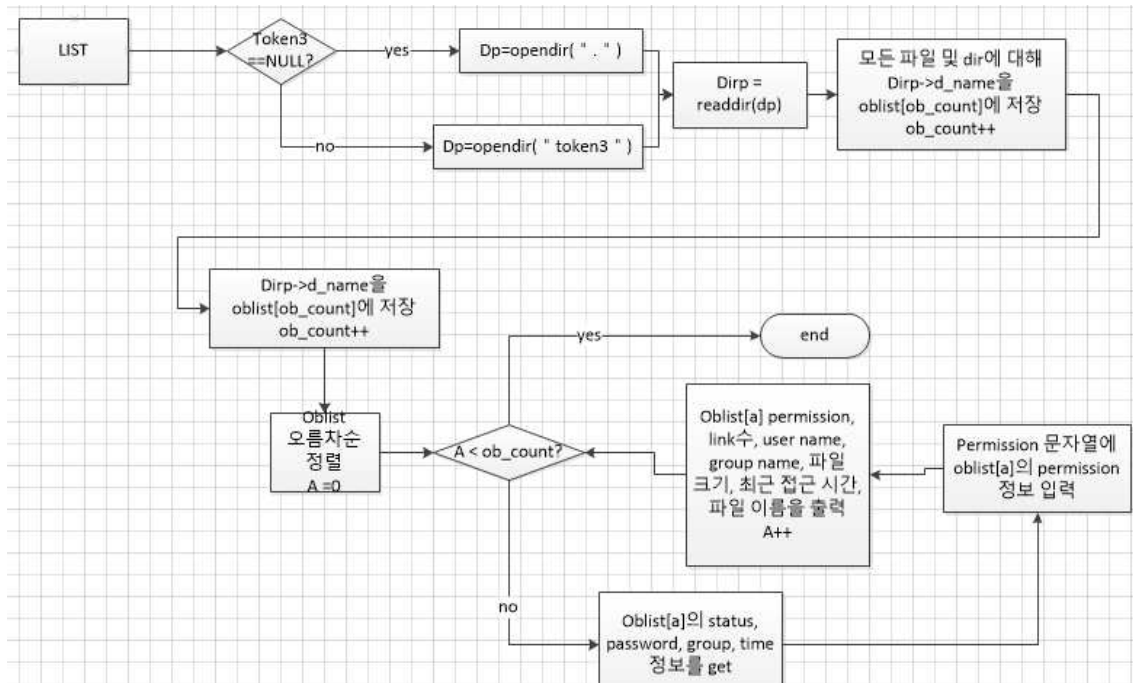 LIST
Token3
==NULL?
yes
Dp=opendir( " . " )
no
Dp=opendir( " token3 " )
Dirp =
readdir(dp)
모든 파일 및 dir에 대해
Dirp->d_name을
oblist[ob_count]에 저장
ob_count++
Dirp->d_name을
oblist[ob_count]에 저장
ob_count++
Oblist
오름차순
정렬
A =0
A < ob_count?
yes
end
no
Oblist[a]의 status,
password, group, time
정보를 get
Permission 문자열에
oblist[a]의 permission
정보 입력
Oblist[a] permission,
link수, user name,
group name, 파일
크기, 최근 접근 시간,
파일 이름을 출력
A++